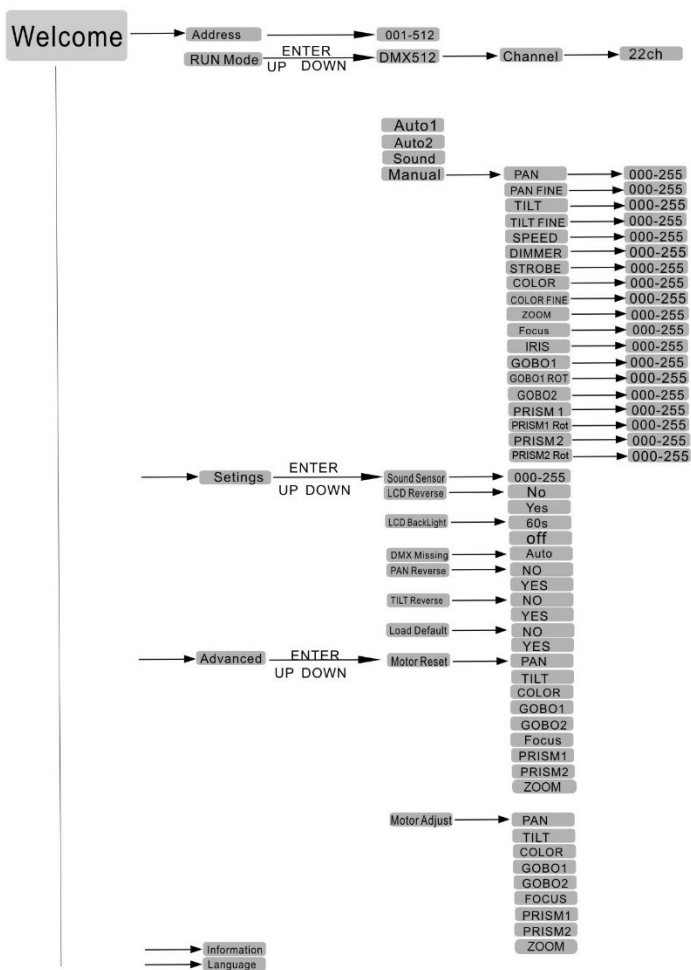 Welcome
Address 001-512
RUN Mode ENTER UP DOWN DMX512 Channel 22ch
Auto1
Auto2
Sound
Manual PAN 000-255
PAN FINE 000-255
TILT 000-255
TILT FINE 000-255
SPEED 000-255
DIMMER 000-255
STROBE 000-255
COLOR 000-255
COLOR FINE 000-255
ZOOM 000-255
Focus 000-255
IRIS 000-255
GOBO1 000-255
GOBO1 ROT 000-255
GOBO2 000-255
PRISM 1 000-255
PRISM1 Rot 000-255
PRISM2 000-255
PRISM2 Rot 000-255
Setings ENTER UP DOWN Sound Sensor 000-255
LCD Reverse No
Yes
LCD BackLight 60s
off
DMX Missing Auto
PAN Reverse NO
YES
TILT Reverse NO
YES
Load Default NO
YES
Advanced ENTER UP DOWN Motor Reset PAN
TILT
COLOR
GOBO1
GOBO2
Focus
PRISM1
PRISM2
ZOOM
Motor Adjust PAN
TILT
COLOR
GOBO1
GOBO2
FOCUS
PRISM1
PRISM2
ZOOM
Information
Language